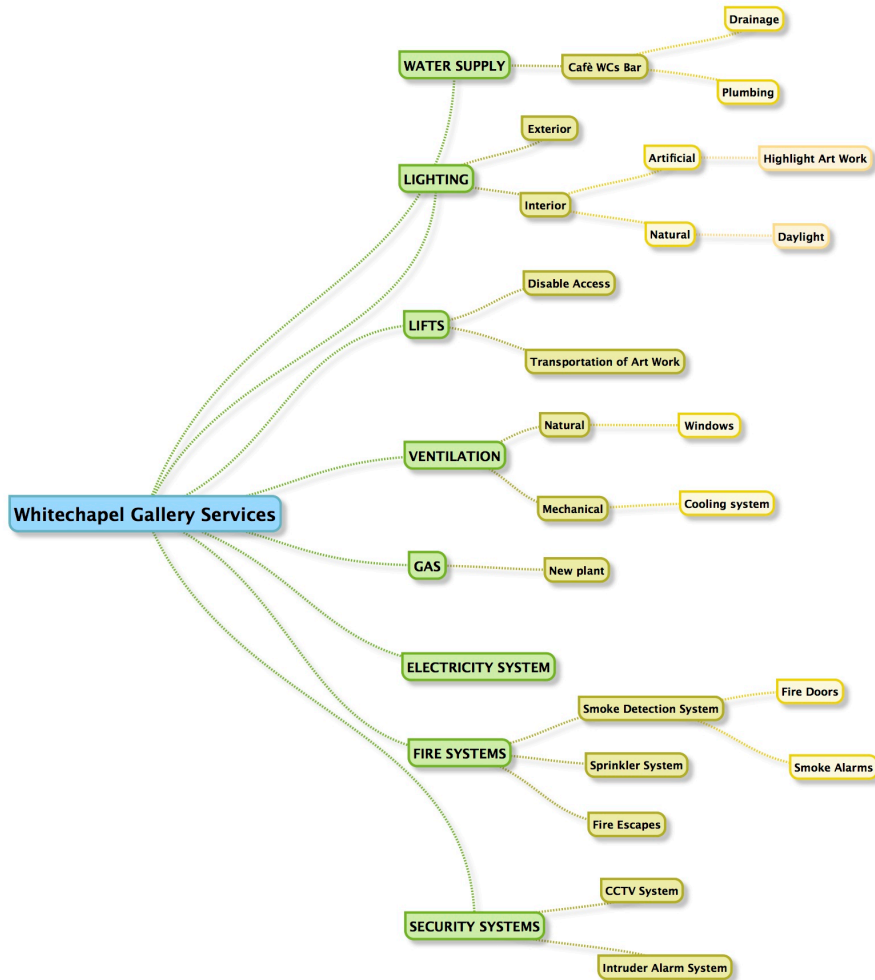 Whitechapel Gallery Services
WATER SUPPLY
Cafè WCs Bar
Drainage
Plumbing
LIGHTING
Exterior
Interior
Artificial
Highlight Art Work
Natural
Daylight
LIFTS
Disable Access
Transportation of Art Work
VENTILATION
Natural
Windows
Mechanical
Cooling system
GAS
New plant
ELECTRICITY SYSTEM
FIRE SYSTEMS
Smoke Detection System
Fire Doors
Smoke Alarms
Sprinkler System
Fire Escapes
SECURITY SYSTEMS
CCTV System
Intruder Alarm System